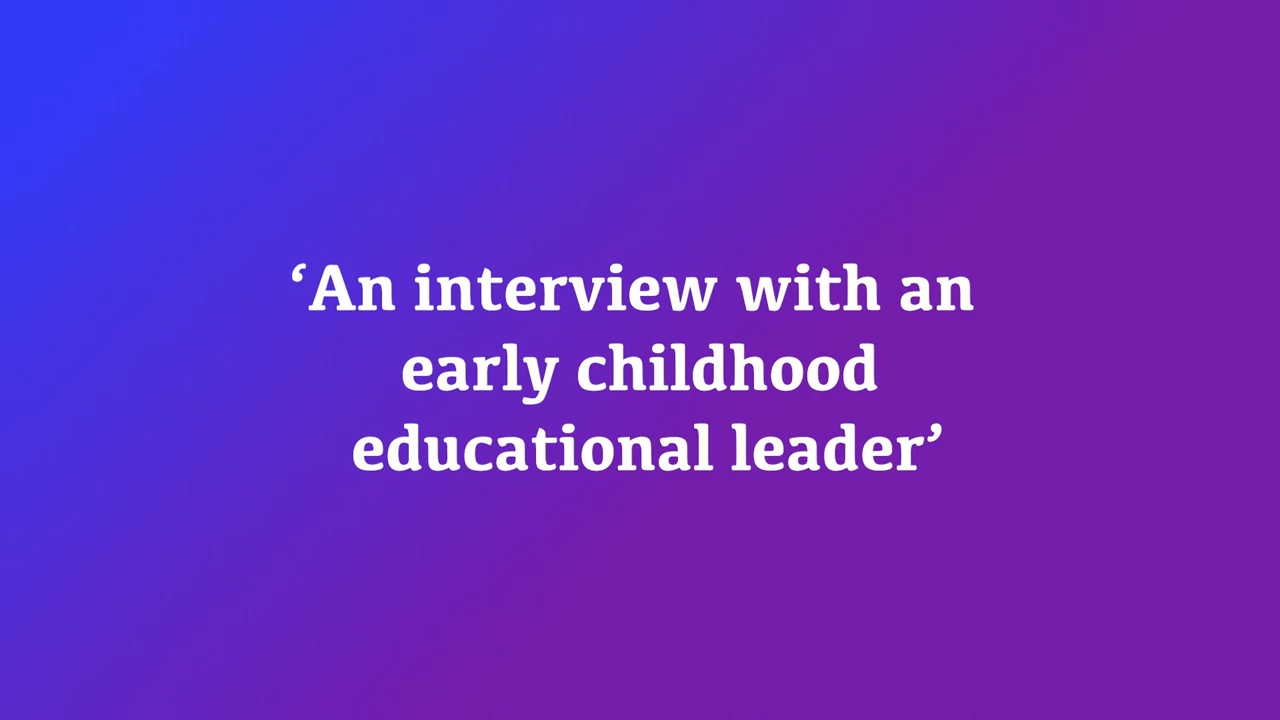 ‘An interview with an
early childhood
educational leader’